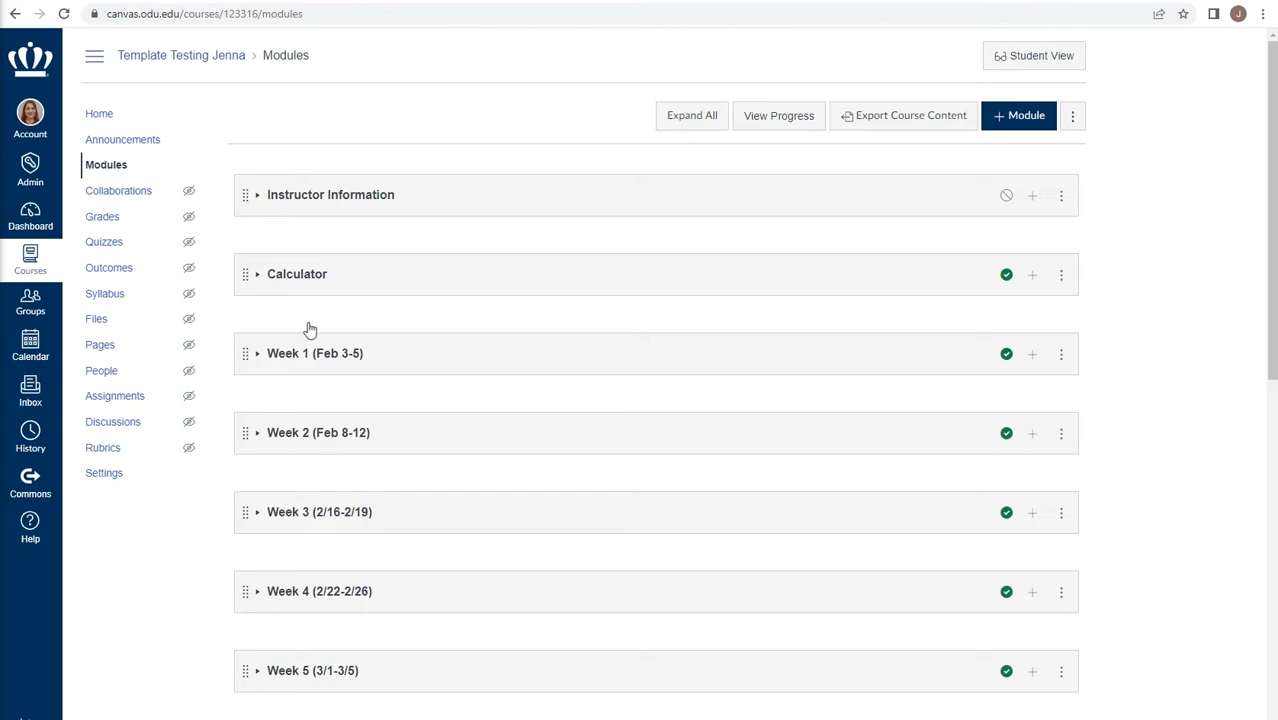 canvas.odu.edu/courses/123316/modules
J
Template Testing Jenna > Modules
Student View
Account
Admin
Dashboard
Courses
Groups
Calendar
Inbox
History
Commons
Help
Home
Announcements
Modules
Collaborations
Grades
Quizzes
Outcomes
Syllabus
Files
Pages
People
Assignments
Discussions
Rubrics
Settings
Expand All
View Progress
Export Course Content
+ Module
Instructor Information
Calculator
Week 1 (Feb 3-5)
Week 2 (Feb 8-12)
Week 3 (2/16-2/19)
Week 4 (2/22-2/26)
Week 5 (3/1-3/5)